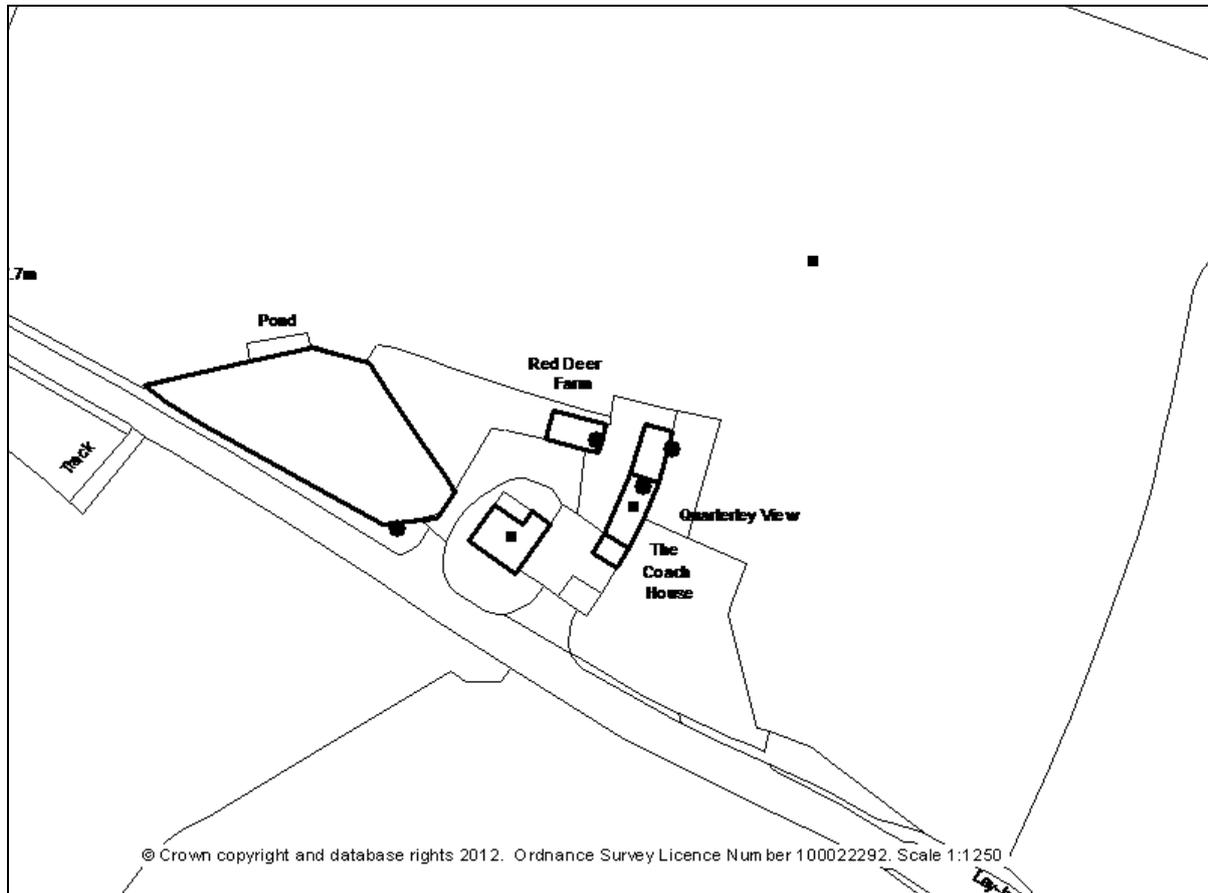 .7m
Pond
Red Deer
Farm
Track
Quarterley View
The
Coach
House
© Crown copyright and database rights 2012. Ordnance Survey Licence Number 100022292. Scale 1:1250